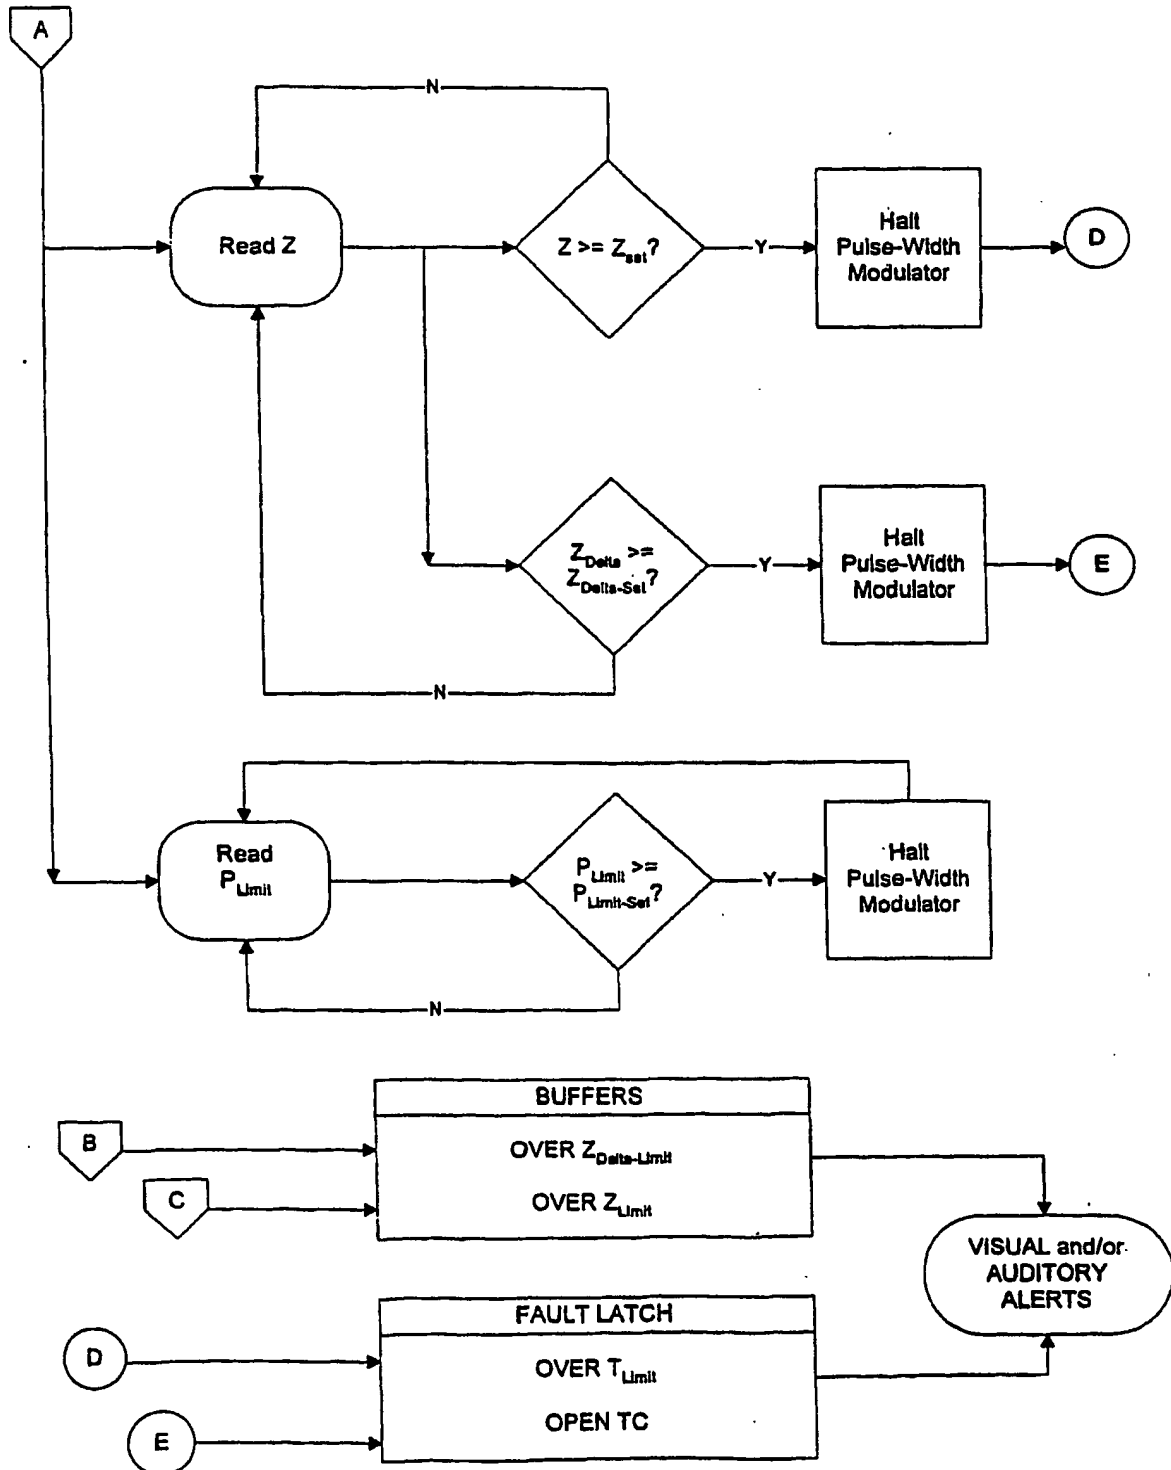 A
N
Read Z
Z >= Zset?
Y
Halt
Pulse-Width
Modulator
D
ZDelta >=
ZDelta-Set?
Y
Halt
Pulse-Width
Modulator
E
N
Read
PLimit
PLimit >=
PLimit-Set?
Y
Halt
Pulse-Width
Modulator
N
BUFFERS
B
OVER ZDelta-Limit
C
OVER ZLimit
VISUAL and/or
AUDITORY
ALERTS
FAULT LATCH
D
OVER TLimit
E
OPEN TC